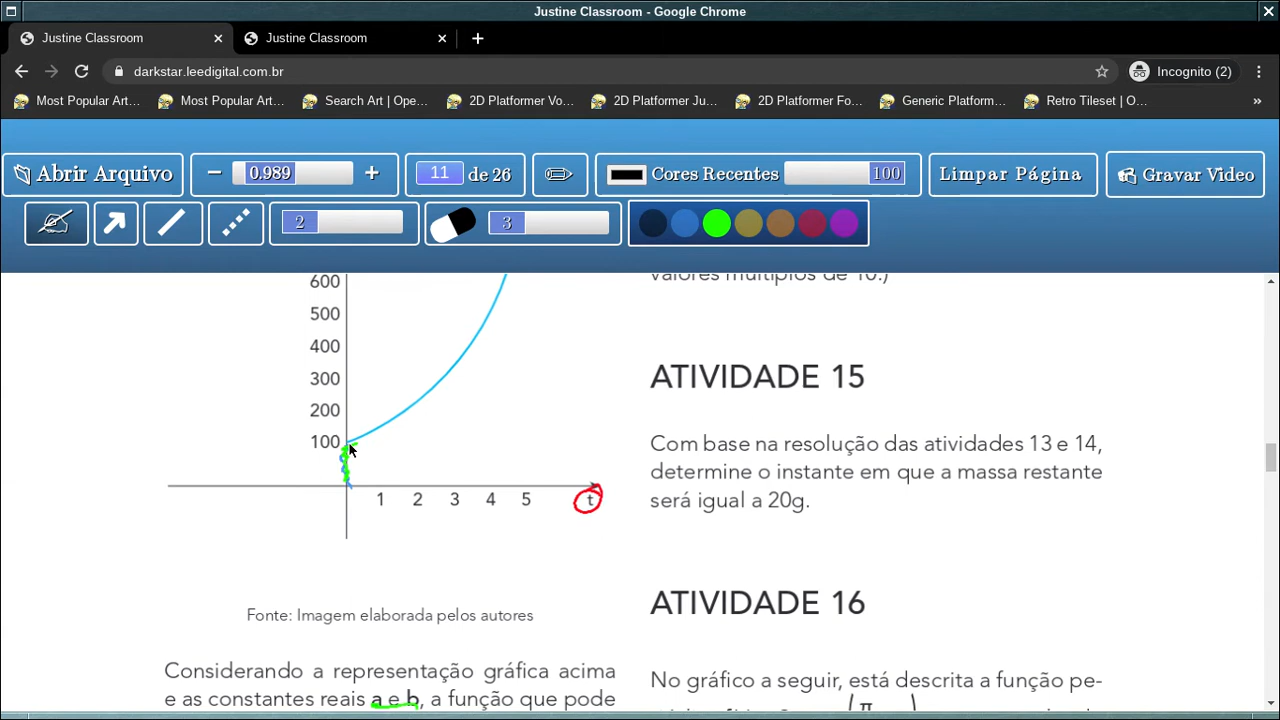 Justine Classroom - Google Chrome
Justine Classroom
Justine Classroom
darkstar.leedigital.com.br
Incognito (2)
Most Popular Art...
Most Popular Art...
Search Art | Ope...
2D Platformer Vo...
2D Platformer Ju...
2D Platformer Fo...
Generic Platform...
Retro Tileset | O...
»
Abrir Arquivo
− 0,989 +
11 de 26
Cores Recentes 100
Limpar Página
Gravar Video
2
3
600
500
400
300
200
100
1 2 3 4 5 t
Fonte: Imagem elaborada pelos autores
Considerando a representação gráfica acima
e as constantes reais a e b, a função que pode
valores múltiplos de 10.)
ATIVIDADE 15
Com base na resolução das atividades 13 e 14,
determine o instante em que a massa restante
será igual a 20g.
ATIVIDADE 16
No gráfico a seguir, está descrita a função pe-
π